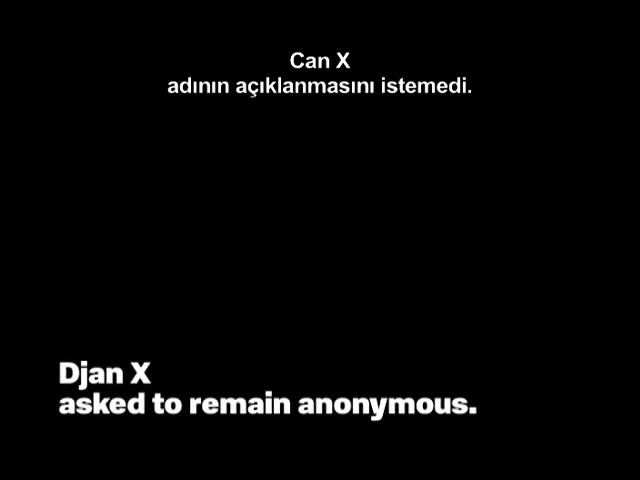 Can X
adının açıklanmasını istemedi.
Djan X
asked to remain anonymous.